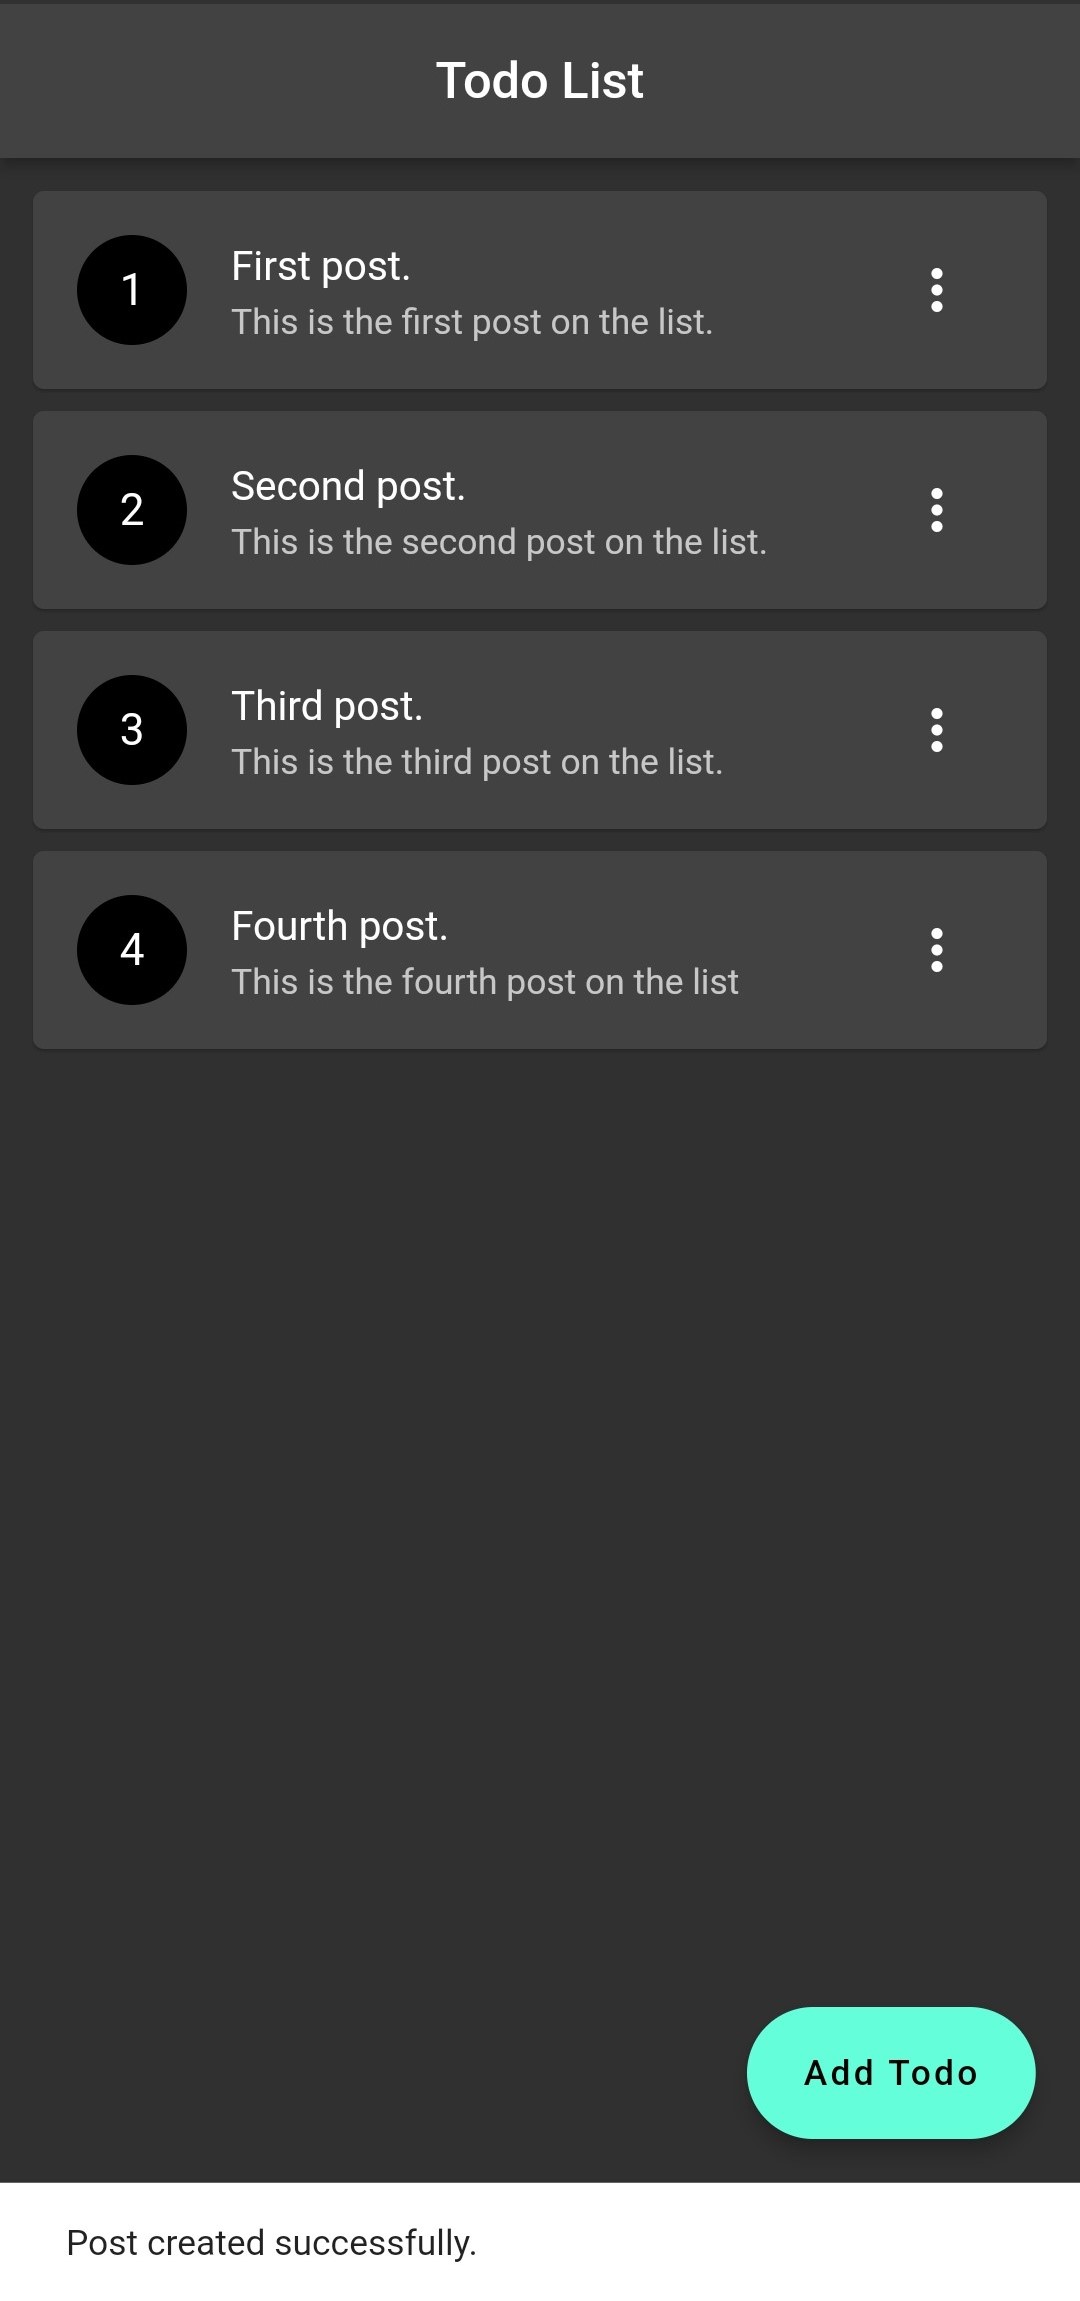 Todo List
1
First post.
This is the first post on the list.
2
Second post.
This is the second post on the list.
3
Third post.
This is the third post on the list.
4
Fourth post.
This is the fourth post on the list
Add Todo
Post created successfully.